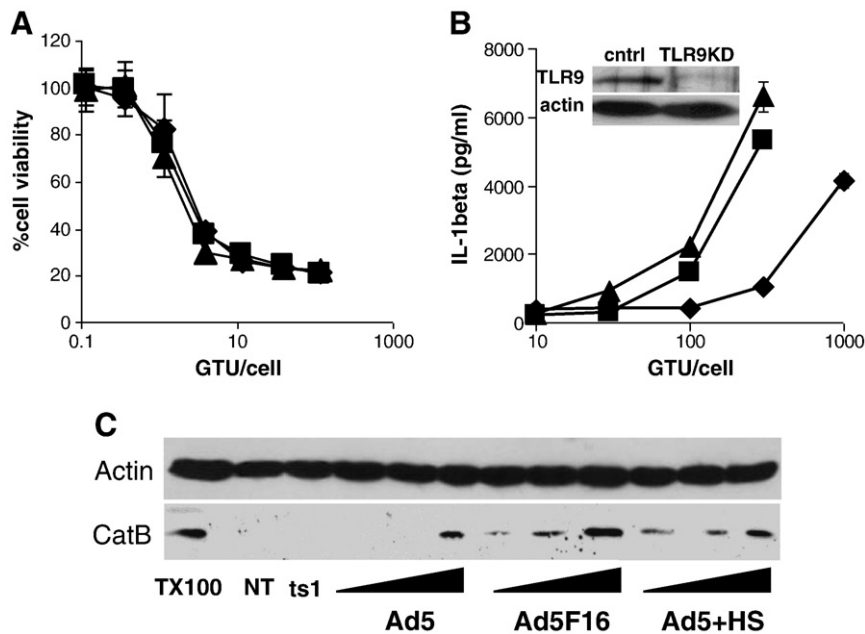 A
%cell viability
120
100
80
60
40
20
0
0.1
10
1000
GTU/cell
B
IL-1beta (pg/ml)
8000
6000
4000
2000
0
10
100
1000
GTU/cell
cntrl TLR9KD
TLR9
actin
C
Actin
CatB
TX100 NT ts1
Ad5 Ad5F16 Ad5+HS